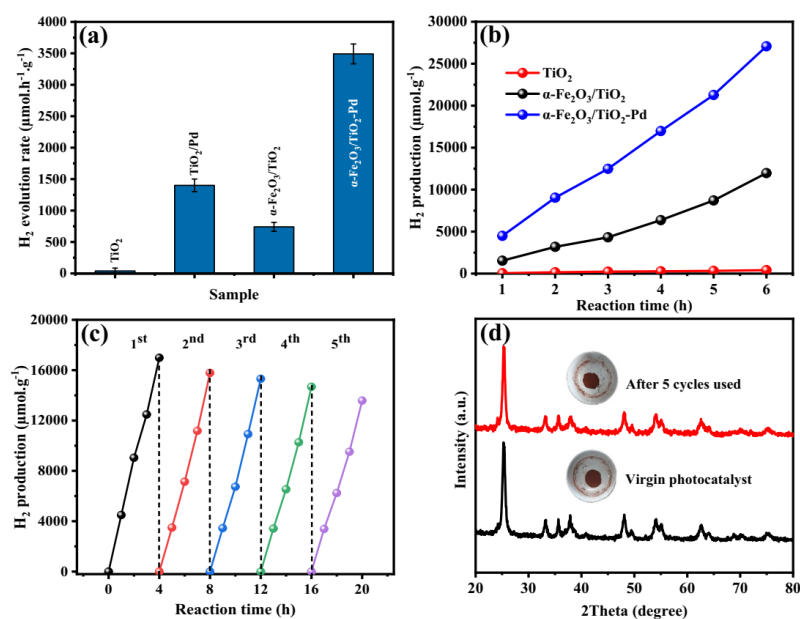 (a)
H₂ evolution rate (μmol.h⁻¹.g⁻¹)
4000
3500
3000
2500
2000
1500
1000
500
0
TiO₂
TiO₂/Pd
α-Fe₂O₃/TiO₂
α-Fe₂O₃/TiO₂-Pd
Sample
(b)
H₂ production (μmol.g⁻¹)
30000
25000
20000
15000
10000
5000
0
TiO₂
α-Fe₂O₃/TiO₂
α-Fe₂O₃/TiO₂-Pd
1 2 3 4 5 6
Reaction time (h)
(c)
H₂ production (μmol.g⁻¹)
20000
16000
12000
8000
4000
0
1ˢᵗ 2ⁿᵈ 3ʳᵈ 4ᵗʰ 5ᵗʰ
0 4 8 12 16 20
Reaction time (h)
(d)
Intensity (a.u.)
After 5 cycles used
Virgin photocatalyst
20 30 40 50 60 70 80
2Theta (degree)